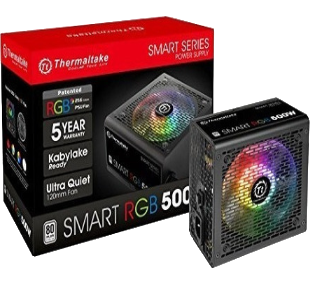 Thermaltake
SMART SERIES
POWER SUPPLY
Patented
RGB
5 YEAR
WARRANTY
Kabylake
Ready
Ultra Quiet
120mm Fan
SMART RGB 500
80
SMART RGB 500W